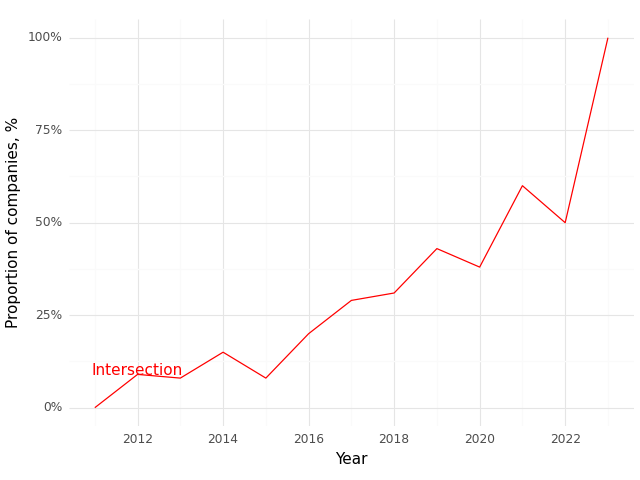 100%
75%
50%
25%
0%
Proportion of companies, %
Intersection
2012 2014 2016 2018 2020 2022
Year